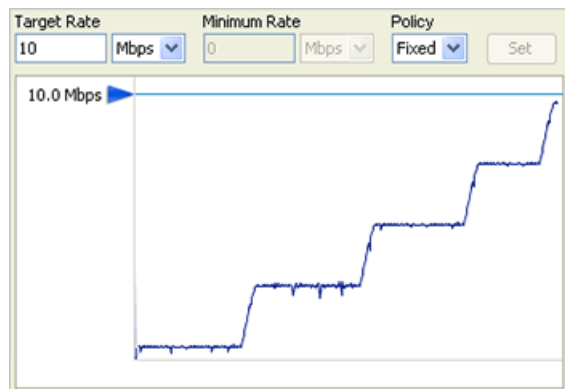 Target Rate Minimum Rate Policy
10 Mbps 0 Mbps Fixed Set
10.0 Mbps